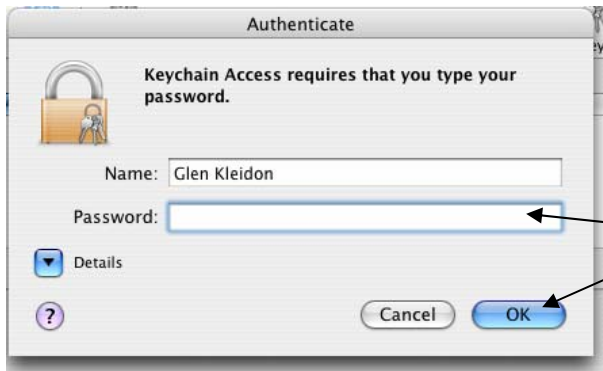 Authenticate
Keychain Access requires that you type your
password.
Name: Glen Kleidon
Password:
Details
?
Cancel OK